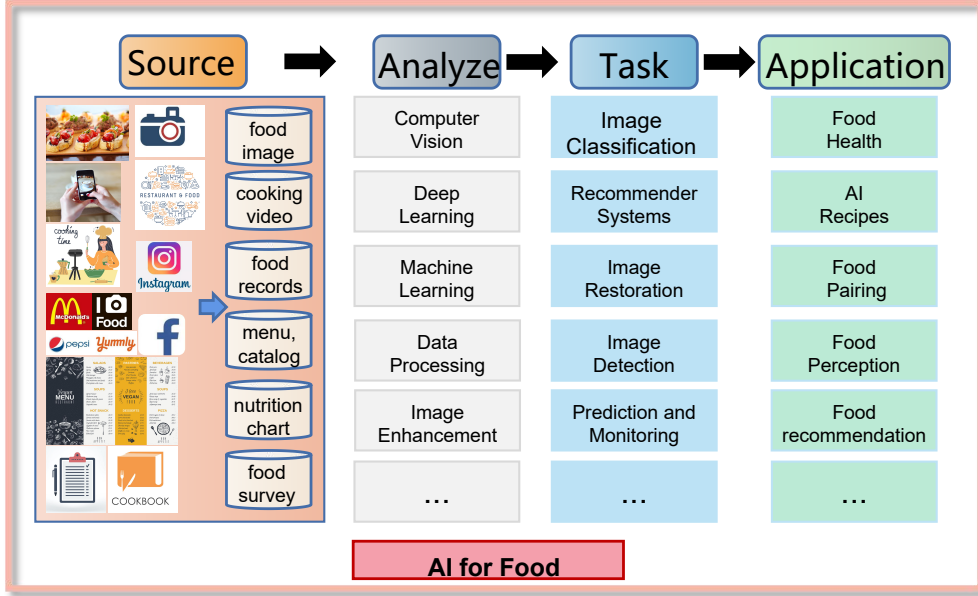 Source
Analyze
Task
Application
food
image
cooking
video
food
records
menu,
catalog
nutrition
chart
food
survey
RESTAURANT & FOOD
cooking
time
Instagram
McDonald's
I
Food
pepsi
Yummly
f
MENU
VEGAN
COOKBOOK
Computer
Vision
Deep
Learning
Machine
Learning
Data
Processing
Image
Enhancement
...
Image
Classification
Recommender
Systems
Image
Restoration
Image
Detection
Prediction and
Monitoring
...
Food
Health
AI
Recipes
Food
Pairing
Food
Perception
Food
recommendation
...
AI for Food